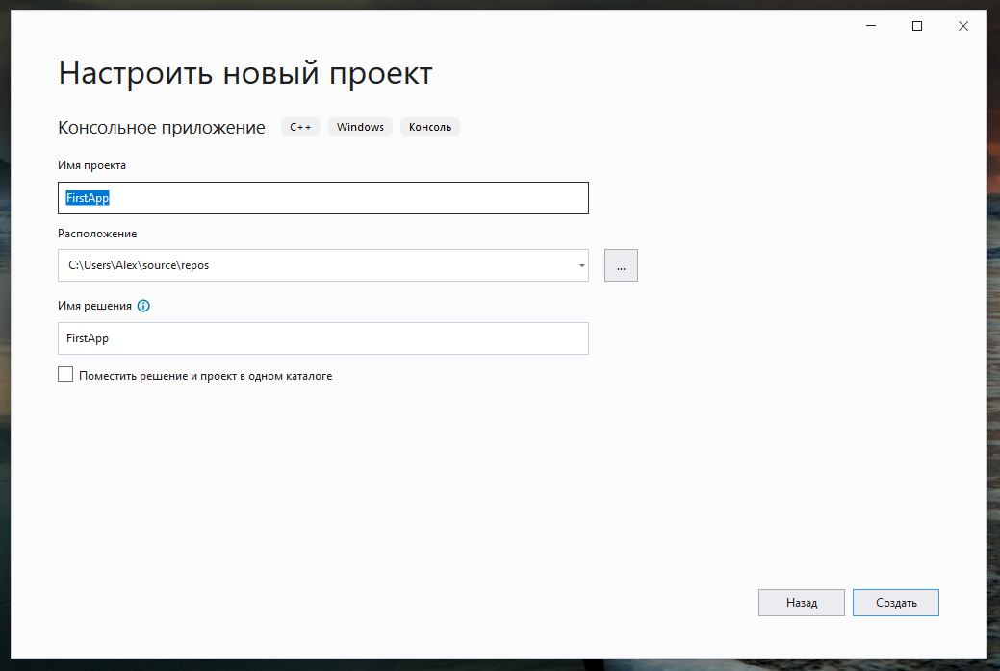 Настроить новый проект
Консольное приложение C++ Windows Консоль
Имя проекта
FirstApp
Расположение
C:\Users\Alex\source\repos
...
Имя решения
FirstApp
Поместить решение и проект в одном каталоге
Назад Создать